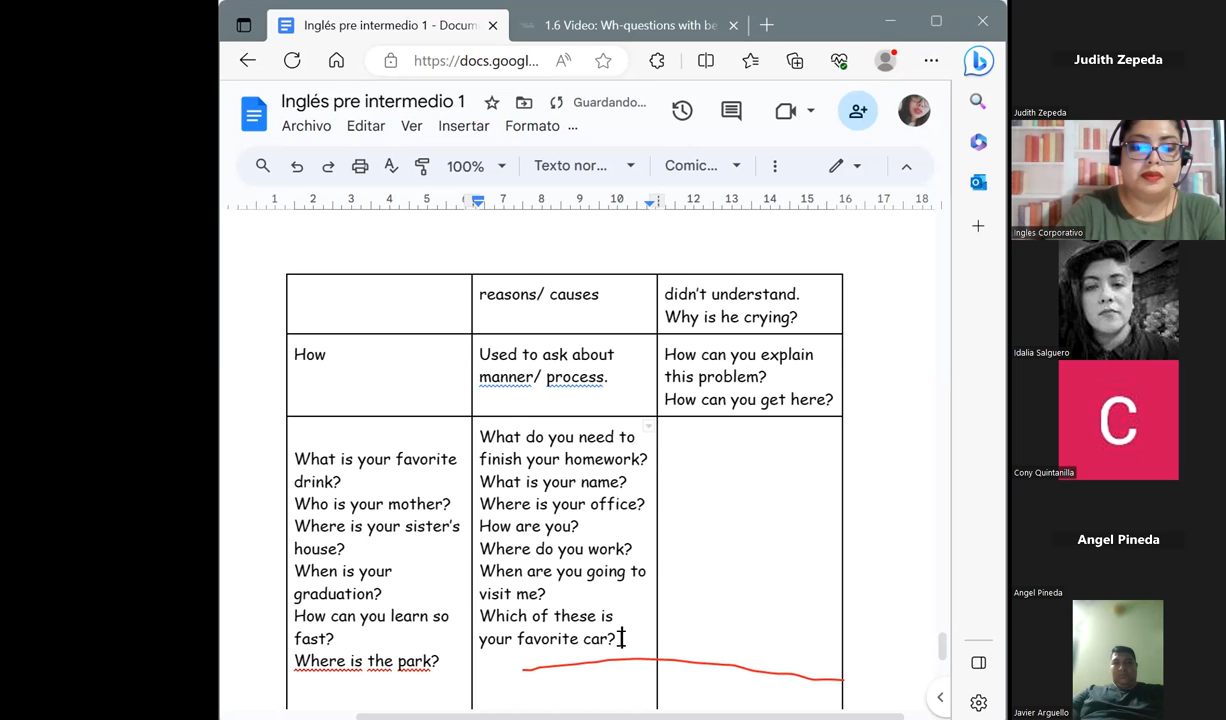 Inglés pre intermedio 1 - Docum
1.6 Video: Wh-questions with be
https://docs.googl...
Inglés pre intermedio 1
Guardando...
Archivo Editar Ver Insertar Formato ...
100% Texto nor... Comic...
1 2 3 4 5 6 7 8 9 10 11 12 13 14 15 16 17 18
reasons/ causes
didn't understand.
Why is he crying?
How
Used to ask about
manner/ process.
How can you explain
this problem?
How can you get here?
What is your favorite
drink?
Who is your mother?
Where is your sister's
house?
When is your
graduation?
How can you learn so
fast?
Where is the park?
What do you need to
finish your homework?
What is your name?
Where is your office?
How are you?
Where do you work?
When are you going to
visit me?
Which of these is
your favorite car?
Judith Zepeda
Judith Zepeda
Ingles Corporativo
Idalia Salguero
C
Cony Quintanilla
Angel Pineda
Angel Pineda
Javier Arguello